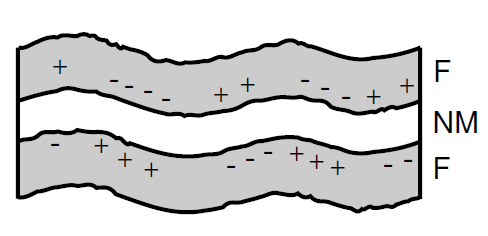 + - - - - + + - - - + +
F
NM
- + + + - - - + + + - -
F